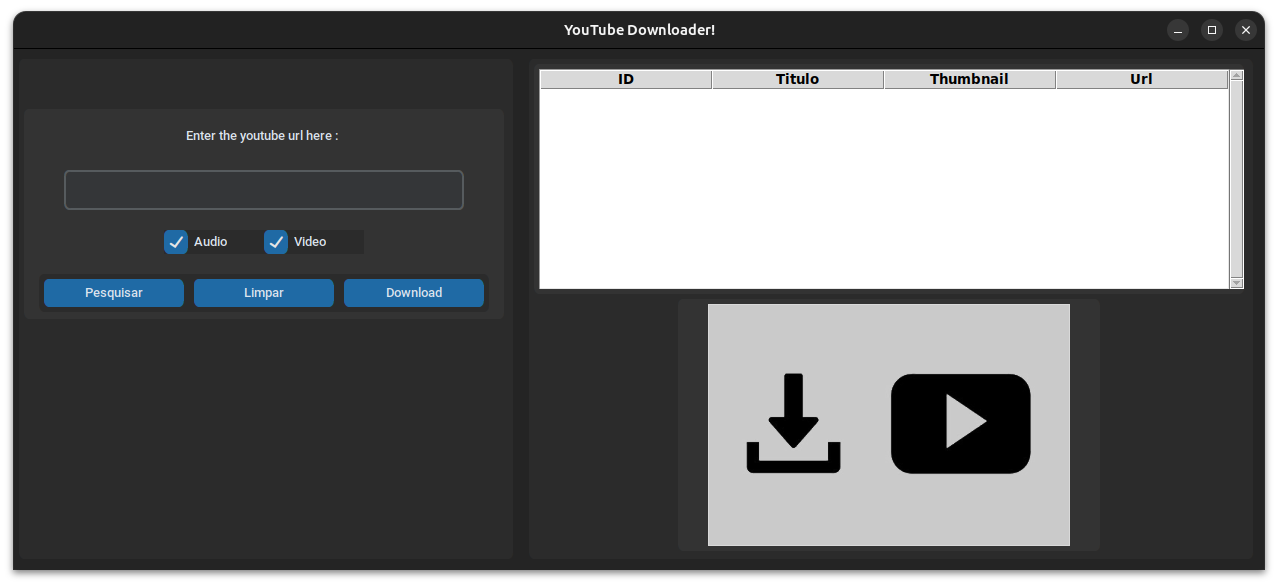 YouTube Downloader!
Enter the youtube url here :
Audio Video
Pesquisar Limpar Download
ID Titulo Thumbnail Url